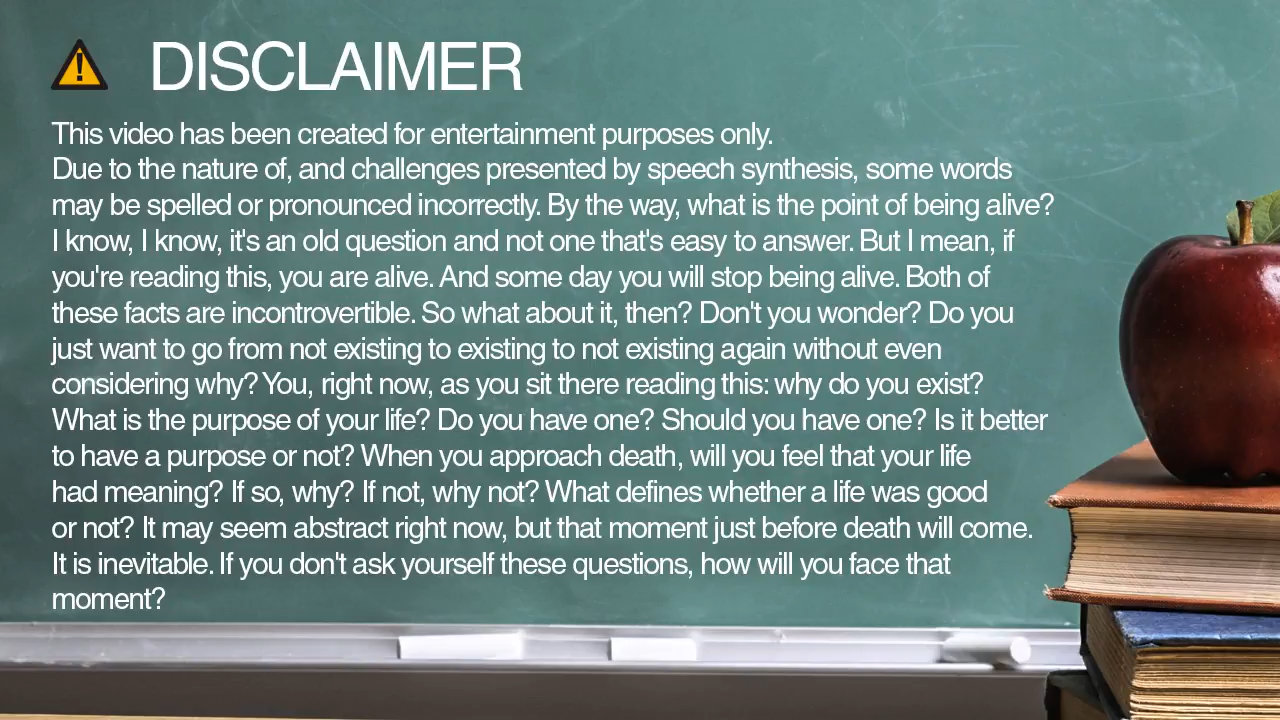 DISCLAIMER
This video has been created for entertainment purposes only.
Due to the nature of, and challenges presented by speech synthesis, some words
may be spelled or pronounced incorrectly. By the way, what is the point of being alive?
I know, I know, it's an old question and not one that's easy to answer. But I mean, if
you're reading this, you are alive. And some day you will stop being alive. Both of
these facts are incontrovertible. So what about it, then? Don't you wonder? Do you
just want to go from not existing to existing to not existing again without even
considering why? You, right now, as you sit there reading this: why do you exist?
What is the purpose of your life? Do you have one? Should you have one? Is it better
to have a purpose or not? When you approach death, will you feel that your life
had meaning? If so, why? If not, why not? What defines whether a life was good
or not? It may seem abstract right now, but that moment just before death will come.
It is inevitable. If you don't ask yourself these questions, how will you face that
moment?